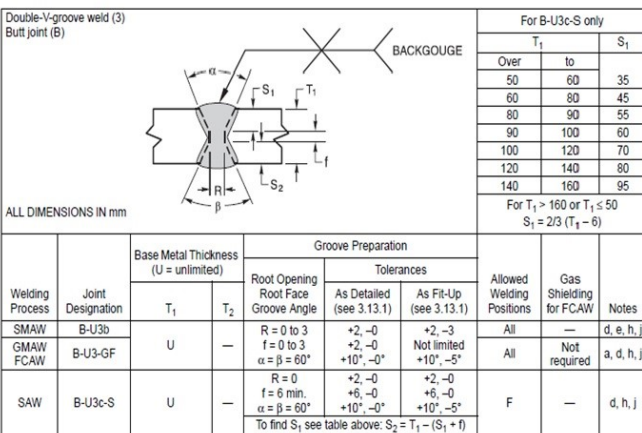 Double-V-groove weld (3)
Butt joint (B)
BACKGOUGE
α
S₁
T₁
f
S₂
R
β
ALL DIMENSIONS IN mm
For B-U3c-S only
T₁ S₁
Over to
50 60 35
60 80 45
80 90 55
90 100 60
100 120 70
120 140 80
140 160 95
For T₁ > 160 or T₁ ≤ 50
S₁ = 2/3 (T₁ – 6)
Welding Process
Joint Designation
Base Metal Thickness
(U = unlimited)
T₁ T₂
Groove Preparation
Root Opening
Root Face
Groove Angle
Tolerances
As Detailed
(see 3.13.1)
As Fit-Up
(see 3.13.1)
Allowed Welding Positions
Gas Shielding for FCAW
Notes
SMAW B-U3b U — R = 0 to 3 +2, –0 +2, –3 All — d, e, h, j
GMAW FCAW B-U3-GF f = 0 to 3 +2, –0 Not limited All Not required a, d, h, j
α = β = 60° +10°, –0° +10°, –5°
SAW B-U3c-S U — R = 0 +2, –0 +2, –0 F — d, h, j
f = 6 min. +6, –0 +6, –0
α = β = 60° +10°, –0° +10°, –5°
To find S₁ see table above: S₂ = T₁ – (S₁ + f)